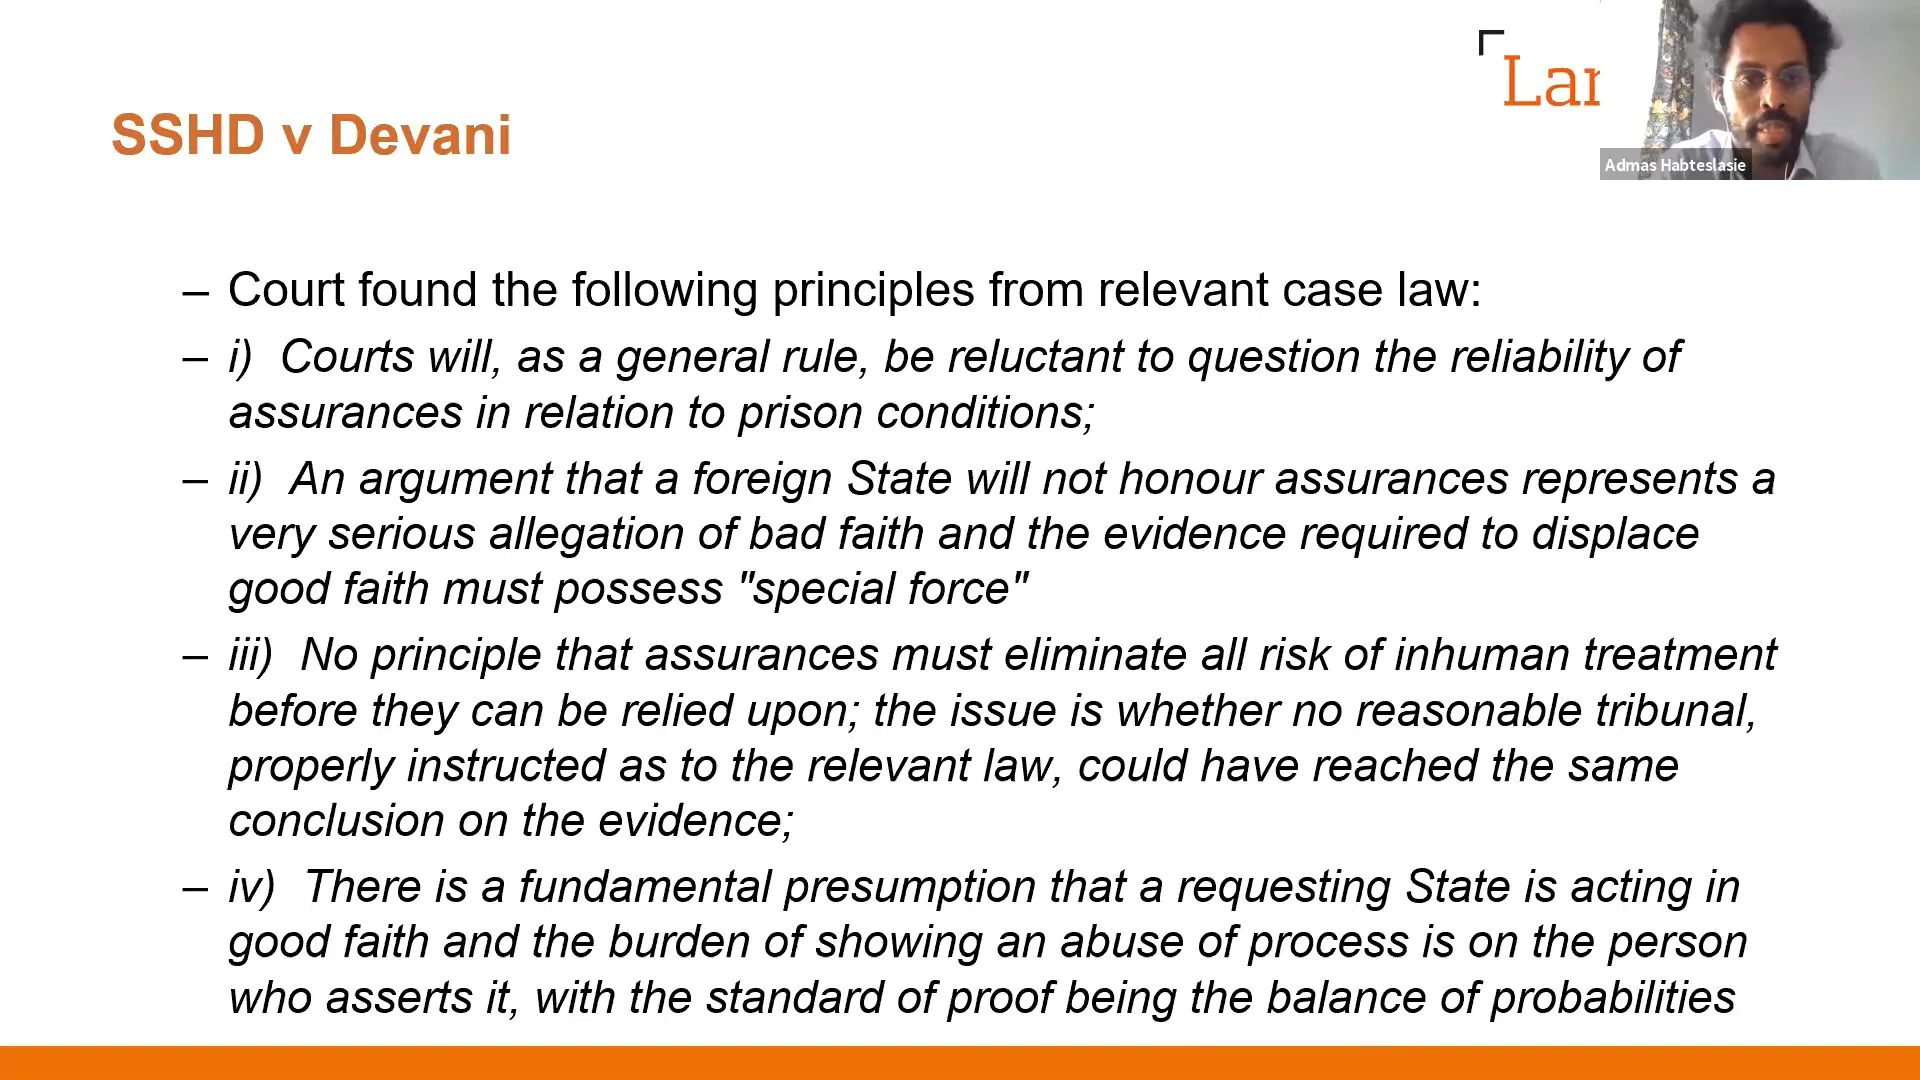 Lar
Admas Habteslasie
SSHD v Devani
– Court found the following principles from relevant case law:
– i)  Courts will, as a general rule, be reluctant to question the reliability of
assurances in relation to prison conditions;
– ii)  An argument that a foreign State will not honour assurances represents a
very serious allegation of bad faith and the evidence required to displace
good faith must possess "special force"
– iii)  No principle that assurances must eliminate all risk of inhuman treatment
before they can be relied upon; the issue is whether no reasonable tribunal,
properly instructed as to the relevant law, could have reached the same
conclusion on the evidence;
– iv)  There is a fundamental presumption that a requesting State is acting in
good faith and the burden of showing an abuse of process is on the person
who asserts it, with the standard of proof being the balance of probabilities